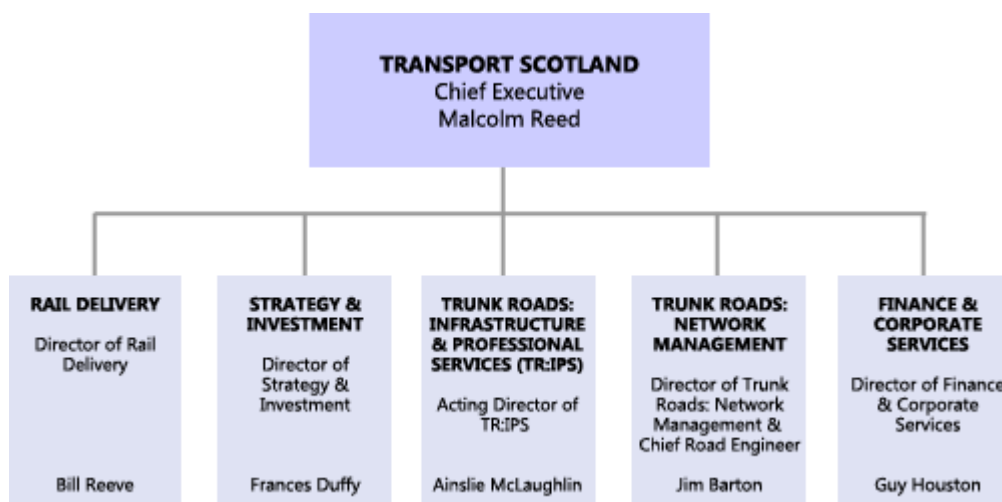 TRANSPORT SCOTLAND
Chief Executive
Malcolm Reed
RAIL DELIVERY
Director of Rail
Delivery
Bill Reeve
STRATEGY &
INVESTMENT
Director of
Strategy &
Investment
Frances Duffy
TRUNK ROADS:
INFRASTRUCTURE
& PROFESSIONAL
SERVICES (TR:IPS)
Acting Director of
TR:IPS
Ainslie McLaughlin
TRUNK ROADS:
NETWORK
MANAGEMENT
Director of Trunk
Roads: Network
Management &
Chief Road Engineer
Jim Barton
FINANCE &
CORPORATE
SERVICES
Director of Finance
& Corporate
Services
Guy Houston